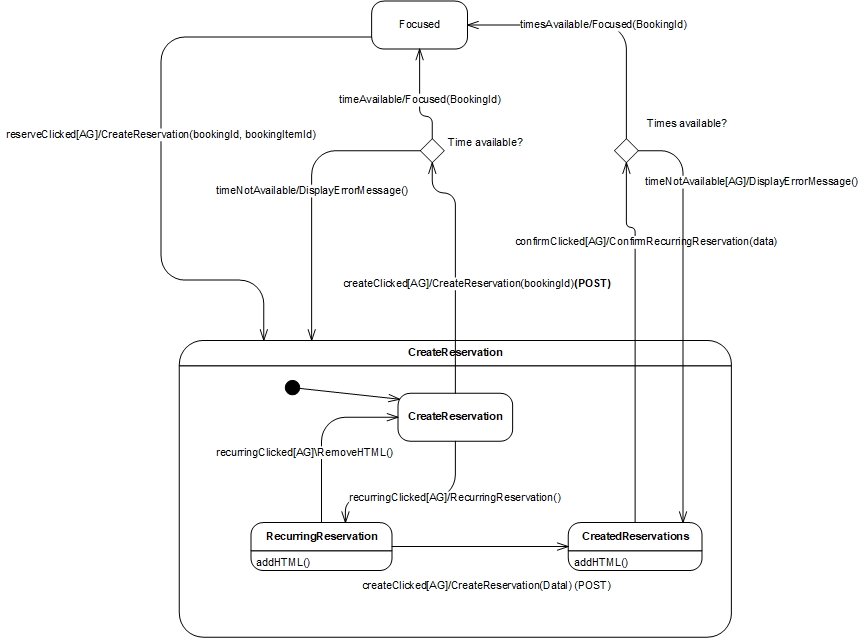 Focused
timesAvailable/Focused(BookingId)
timeAvailable/Focused(BookingId)
Times available?
reserveClicked[AG]/CreateReservation(bookingId, bookingItemId)
Time available?
timeNotAvailable[AG]/DisplayErrorMessage()
timeNotAvailable/DisplayErrorMessage()
confirmClicked[AG]/ConfirmRecurringReservation(data)
createClicked[AG]/CreateReservation(bookingId)(POST)
CreateReservation
CreateReservation
recurringClicked[AG]\RemoveHTML()
recurringClicked[AG]/RecurringReservation()
RecurringReservation
CreatedReservations
addHTML()
addHTML()
createClicked[AG]/CreateReservation(Datal) (POST)